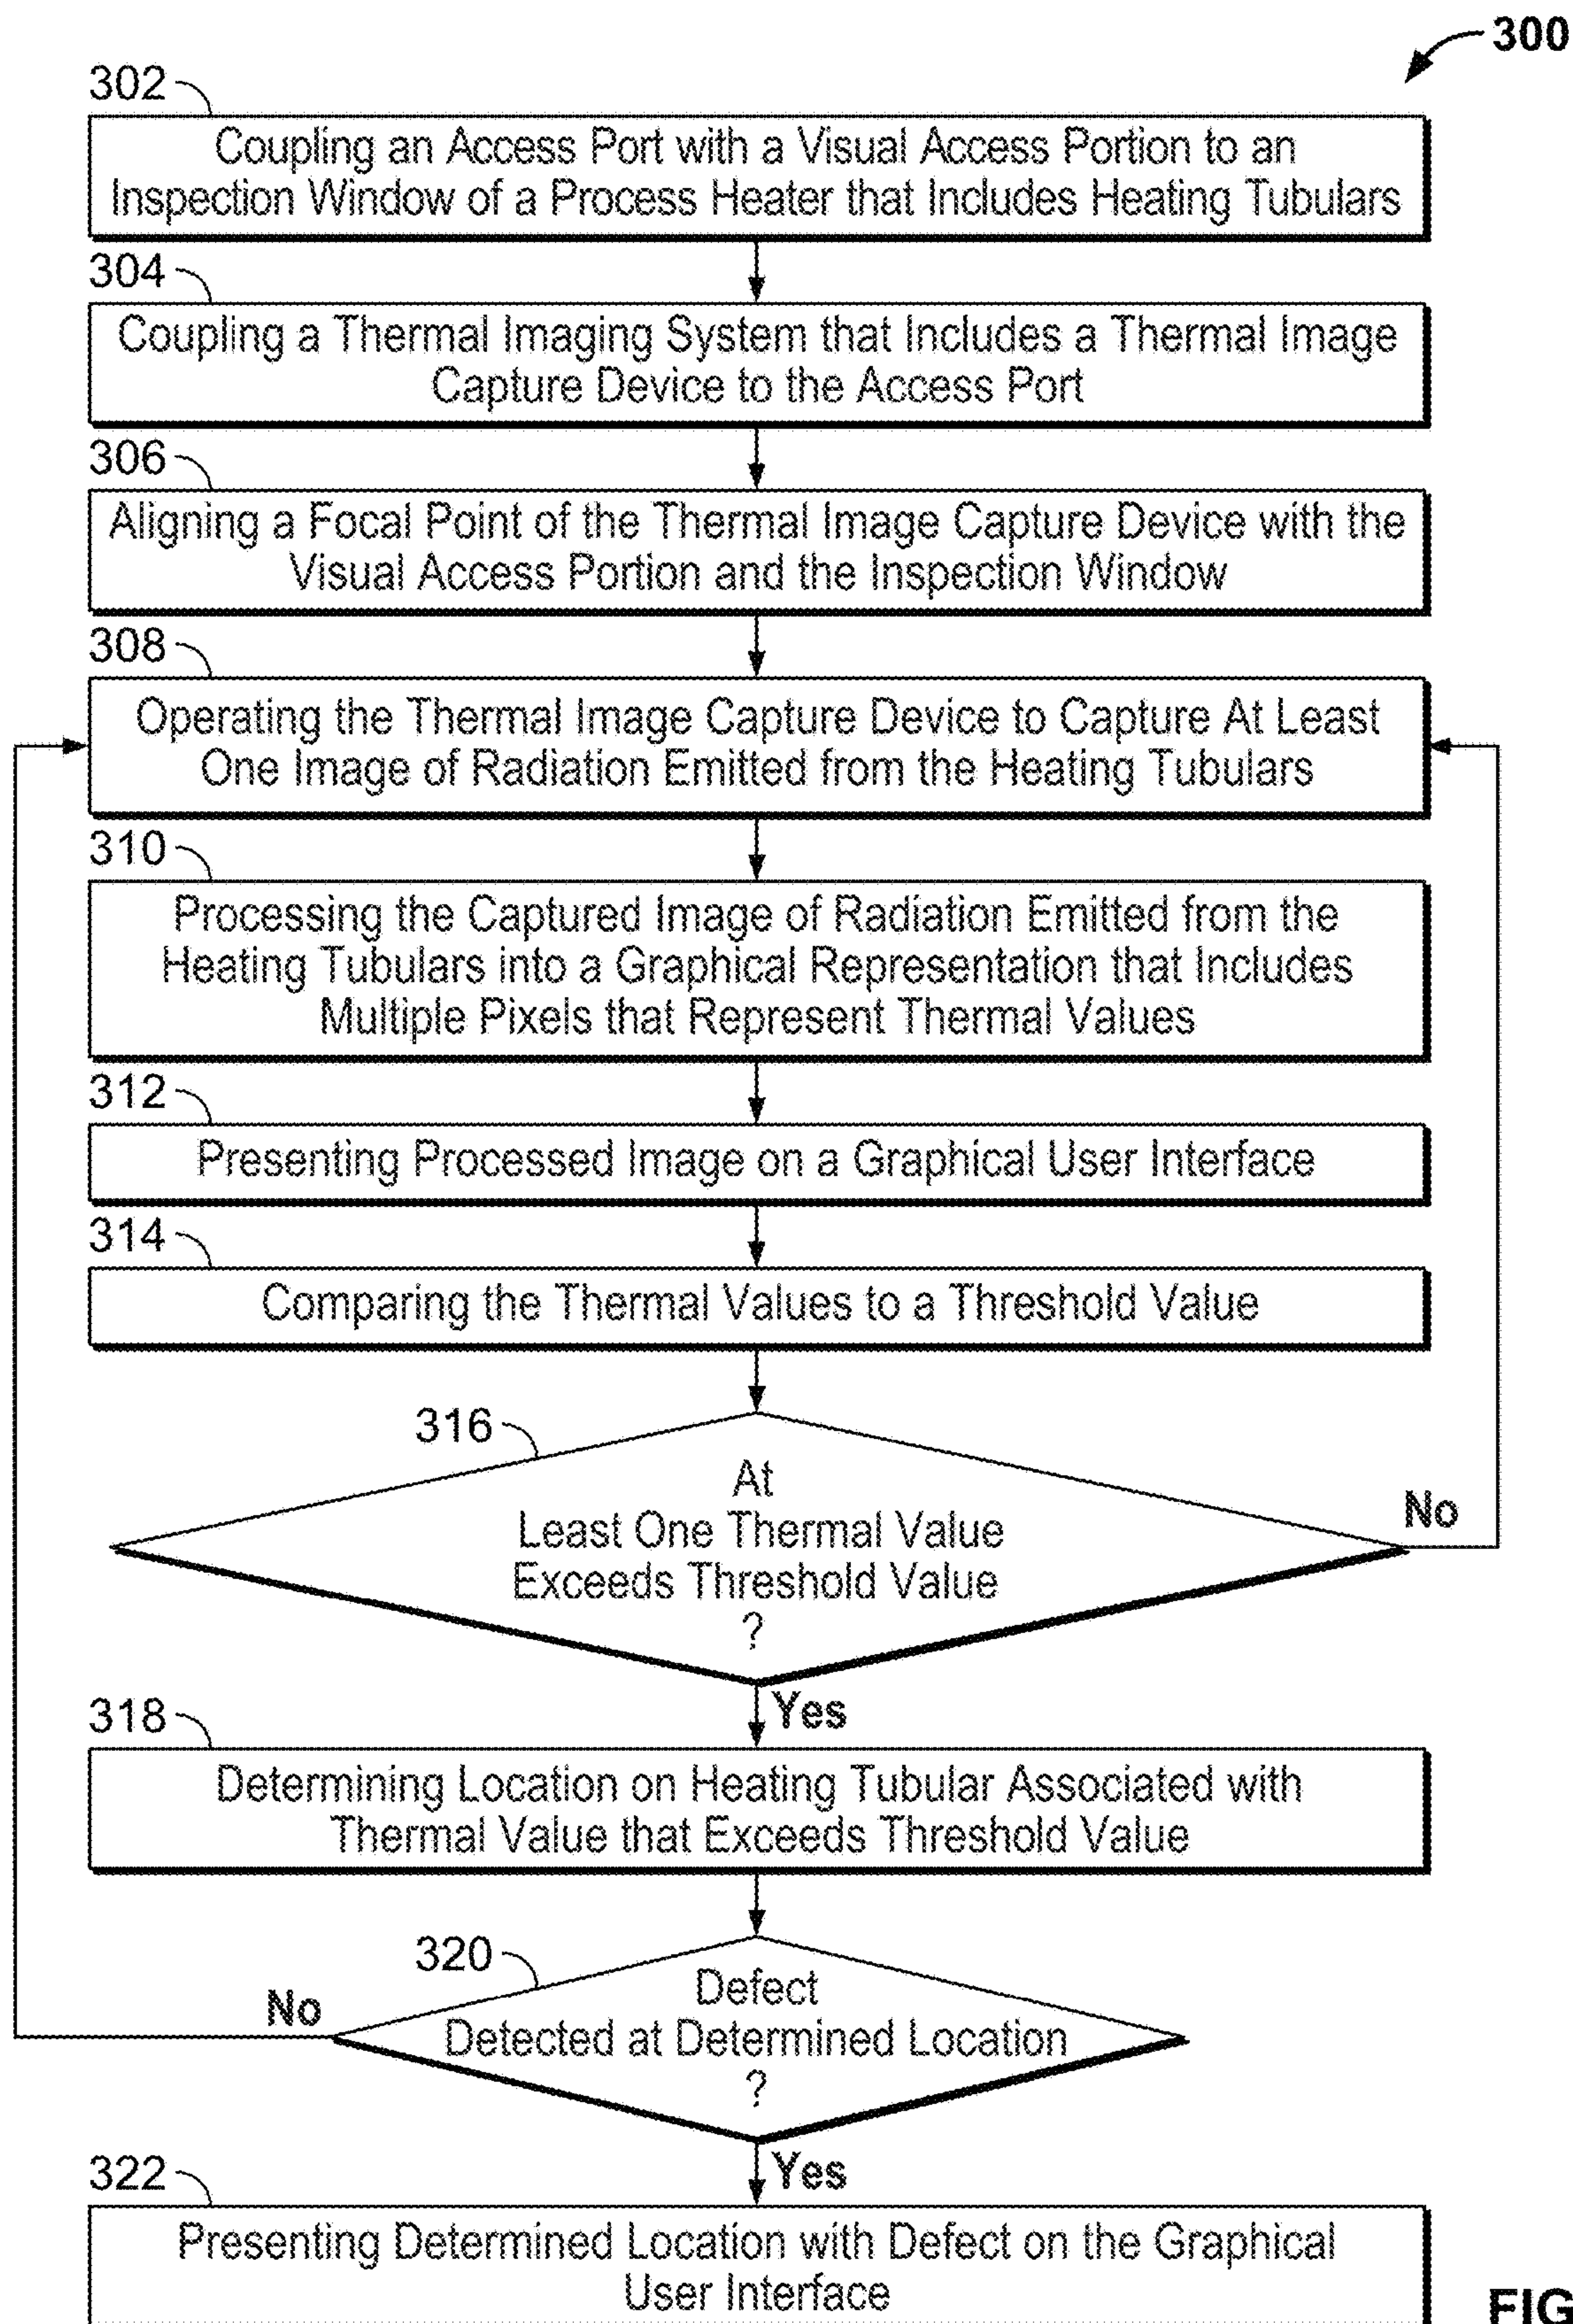 300
302
Coupling an Access Port with a Visual Access Portion to an
Inspection Window of a Process Heater that Includes Heating Tubulars
304
Coupling a Thermal Imaging System that Includes a Thermal Image
Capture Device to the Access Port
306
Aligning a Focal Point of the Thermal Image Capture Device with the
Visual Access Portion and the Inspection Window
308
Operating the Thermal Image Capture Device to Capture At Least
One Image of Radiation Emitted from the Heating Tubulars
310
Processing the Captured Image of Radiation Emitted from the
Heating Tubulars into a Graphical Representation that Includes
Multiple Pixels that Represent Thermal Values
312
Presenting Processed Image on a Graphical User Interface
314
Comparing the Thermal Values to a Threshold Value
316
At
Least One Thermal Value
Exceeds Threshold Value
?
No
Yes
318
Determining Location on Heating Tubular Associated with
Thermal Value that Exceeds Threshold Value
320
Defect
Detected at Determined Location
?
No
Yes
322
Presenting Determined Location with Defect on the Graphical
User Interface
FIG